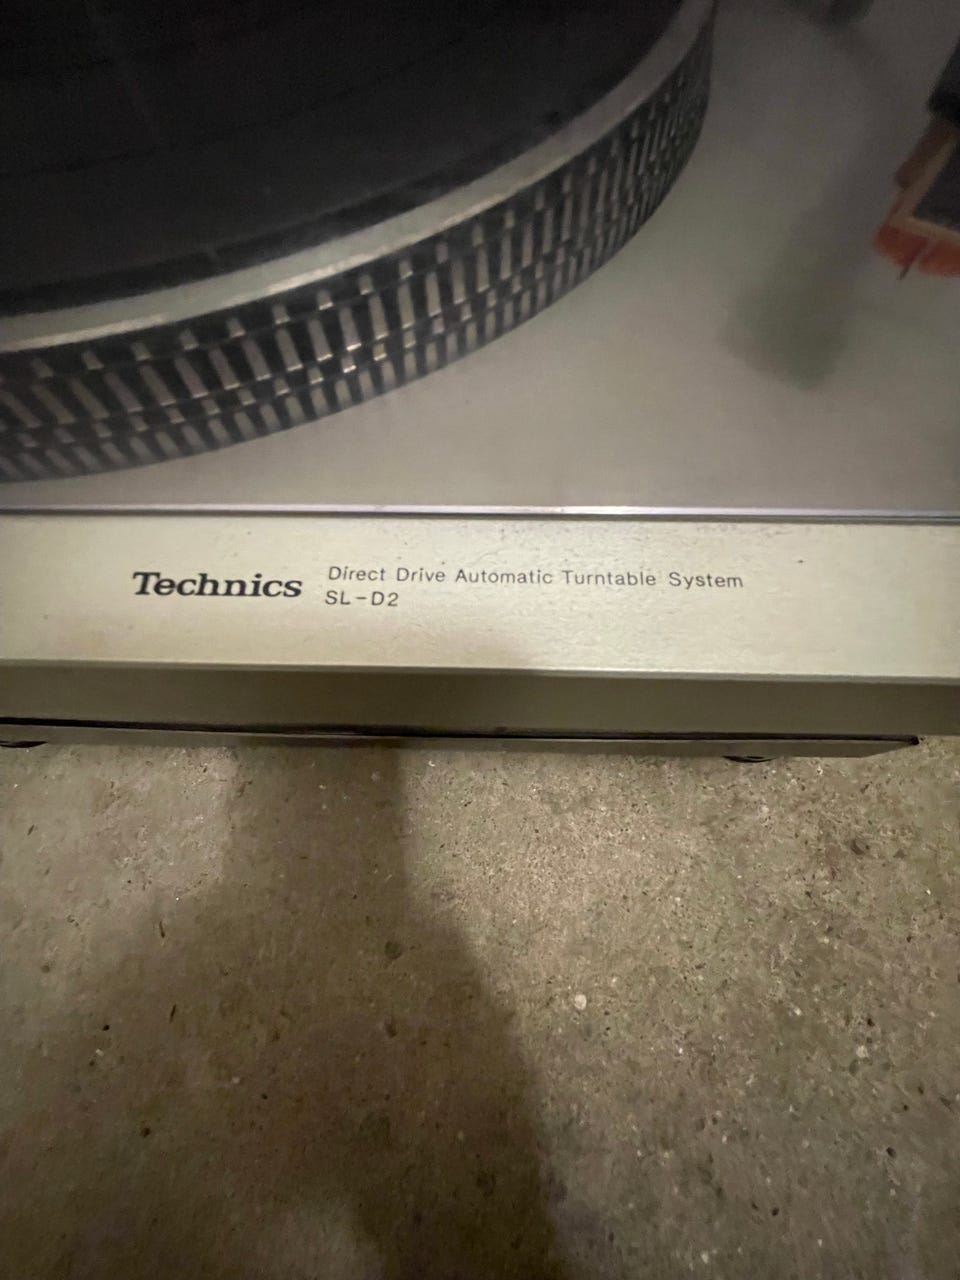 Technics
Direct Drive Automatic Turntable System
SL-D2